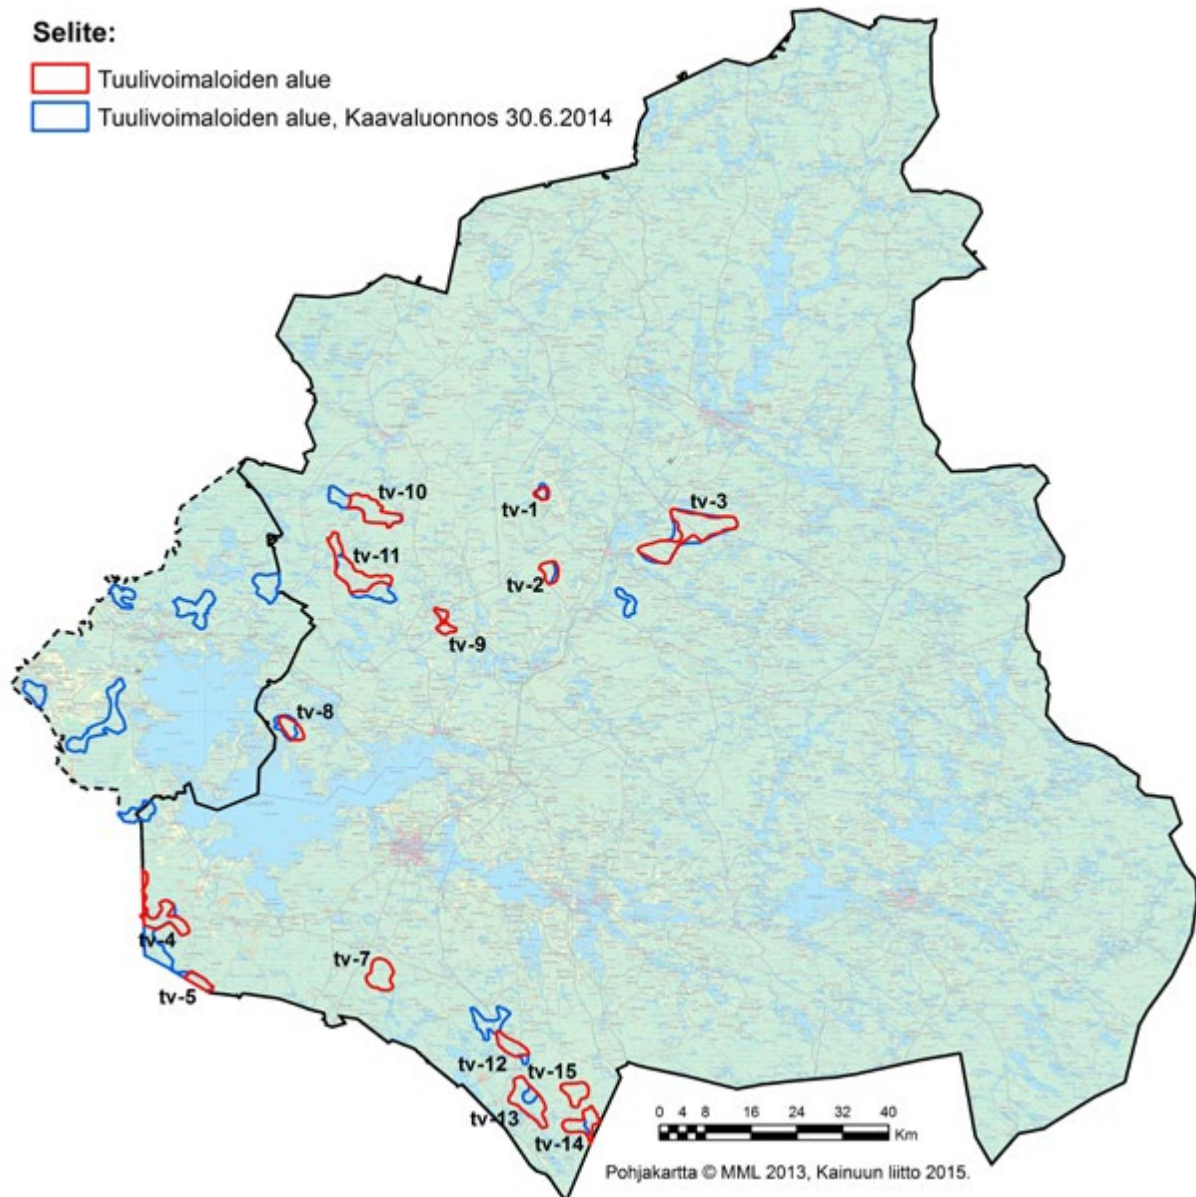 Selite:
Tuulivoimaloiden alue
Tuulivoimaloiden alue, Kaavaluonnos 30.6.2014
tv-10
tv-1
tv-3
tv-11
tv-2
tv-9
tv-8
tv-4
tv-7
tv-5
tv-12
tv-15
tv-13
tv-14
0 4 8 16 24 32 40
Km
Pohjakartta © MML 2013, Kainuun liitto 2015.